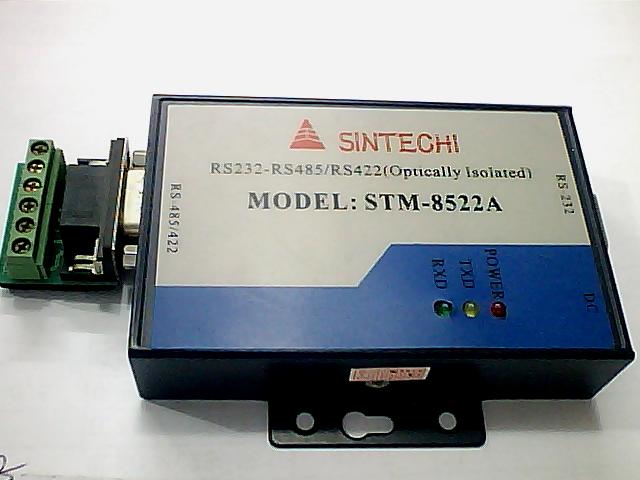 SINTECHI
RS232-RS485/RS422(Optically Isolated)
MODEL: STM-8522A
RS 485/422
RS 232
RXD
TXD
POWER
DC